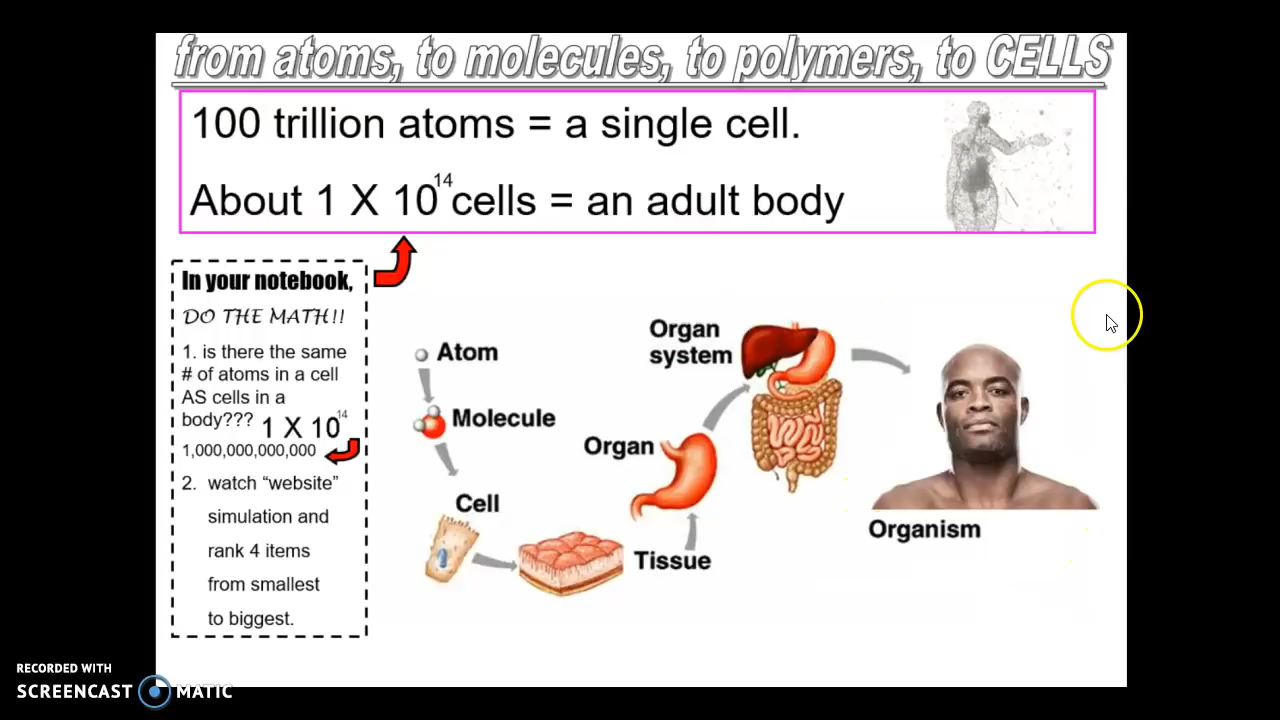 from atoms, to molecules, to polymers, to CELLS
100 trillion atoms = a single cell.
About 1 X 10¹⁴ cells = an adult body
In your notebook,
DO THE MATH!!
1. is there the same
# of atoms in a cell
AS cells in a
body??? 1 X 10¹⁴
1,000,000,000,000
2. watch “website”
simulation and
rank 4 items
from smallest
to biggest.
Atom
Molecule
Cell
Tissue
Organ
Organ
system
Organism
RECORDED WITH
SCREENCAST MATIC